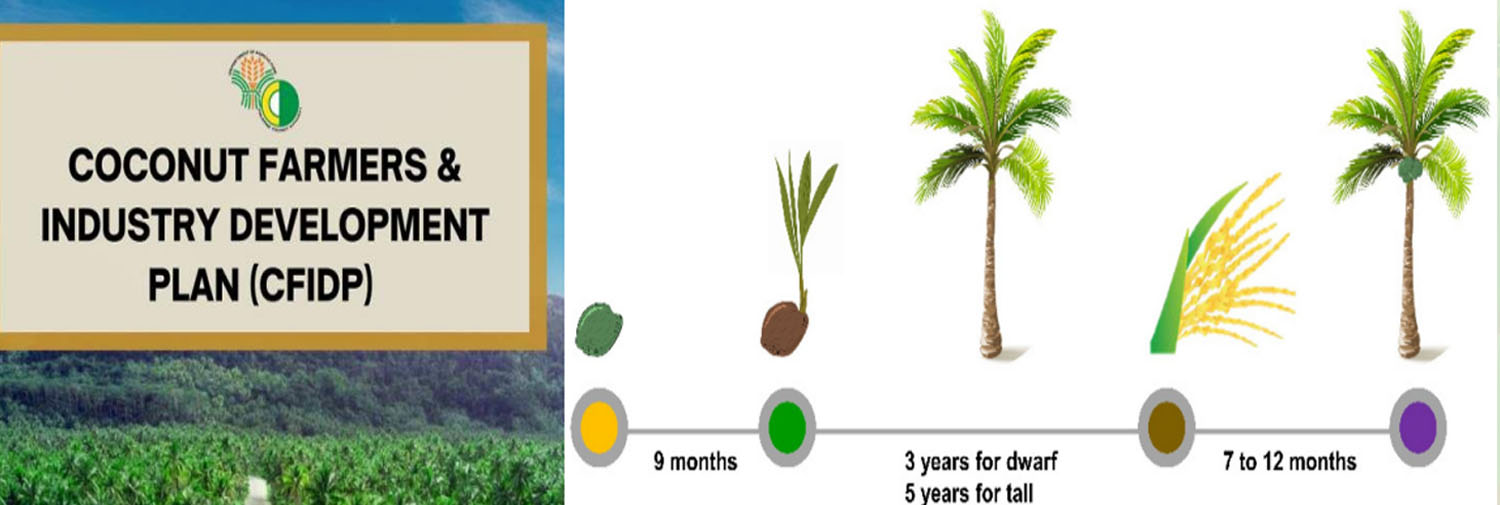 COCONUT FARMERS &
INDUSTRY DEVELOPMENT
PLAN (CFIDP)
9 months
3 years for dwarf
5 years for tall
7 to 12 months